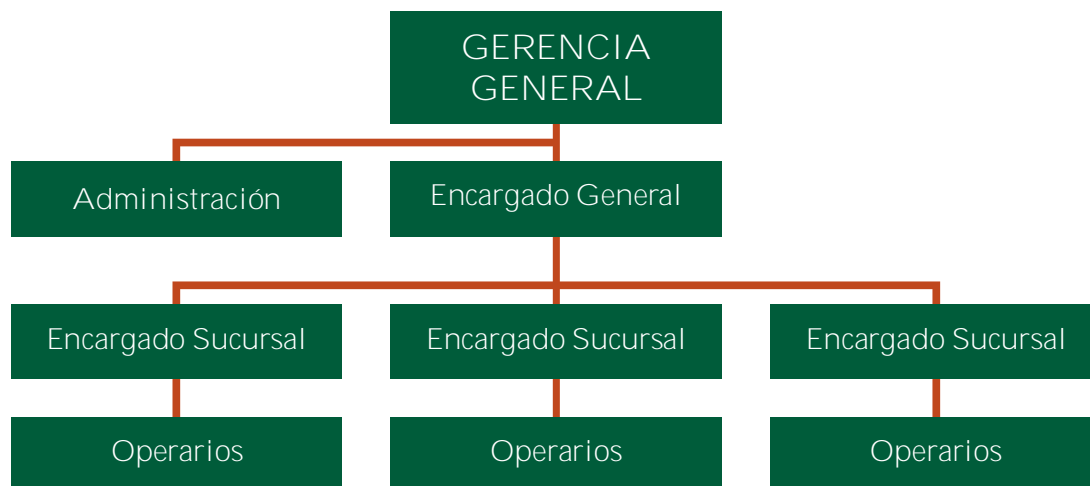 GERENCIA
GENERAL
Administración
Encargado General
Encargado Sucursal
Encargado Sucursal
Encargado Sucursal
Operarios
Operarios
Operarios